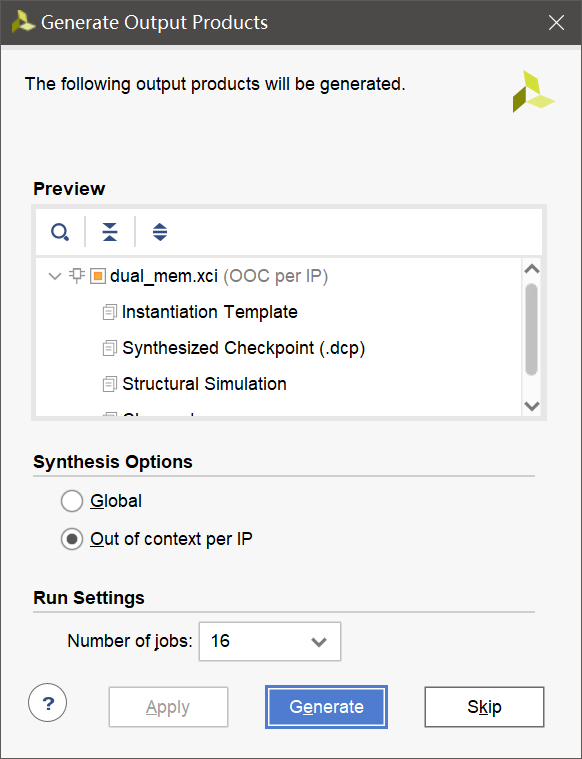 Generate Output Products
The following output products will be generated.
Preview
dual_mem.xci (OOC per IP)
Instantiation Template
Synthesized Checkpoint (.dcp)
Structural Simulation
Synthesis Options
Global
Out of context per IP
Run Settings
Number of jobs: 16
? Apply Generate Skip